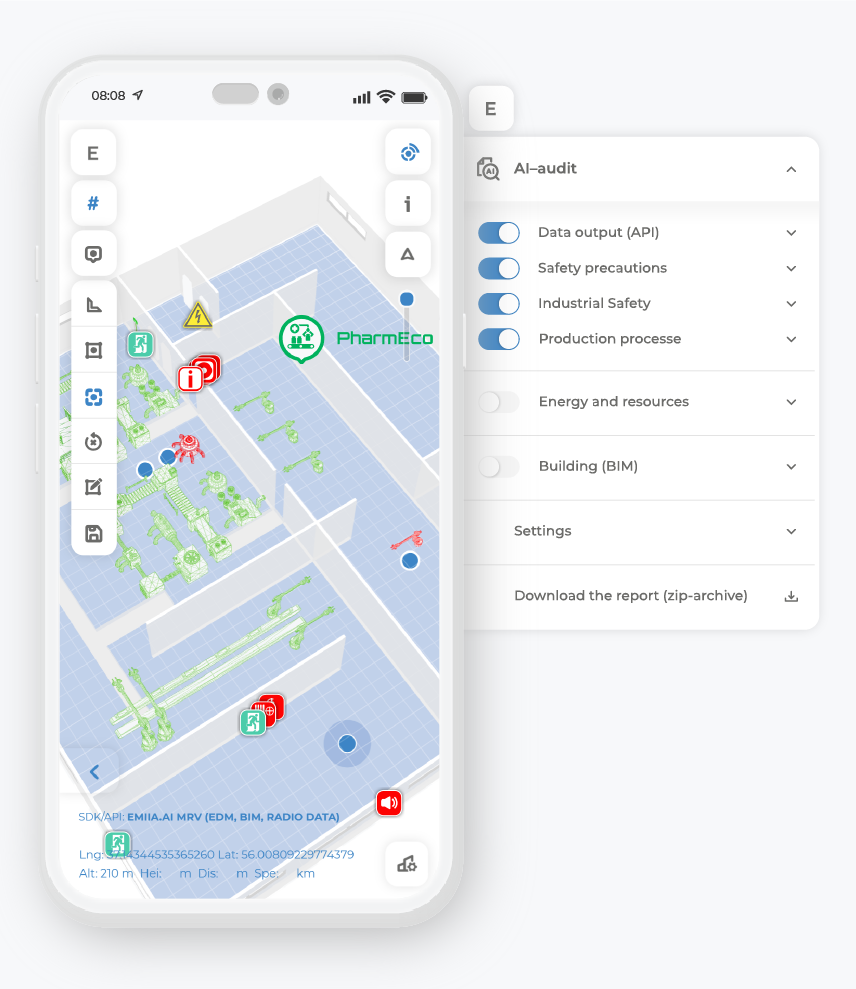 08:08
E
#
i
PharmEco
i
SDK/API: EMIIA.AI MRV (EDM, BIM, RADIO DATA)
Lng: 37.14344535365260 Lat: 56.00809229774379
Alt: 210 m Hei: m Dis: m Spe: km
E
AI
AI–audit
Data output (API)
Safety precautions
Industrial Safety
Production processe
Energy and resources
Building (BIM)
Settings
Download the report (zip-archive)